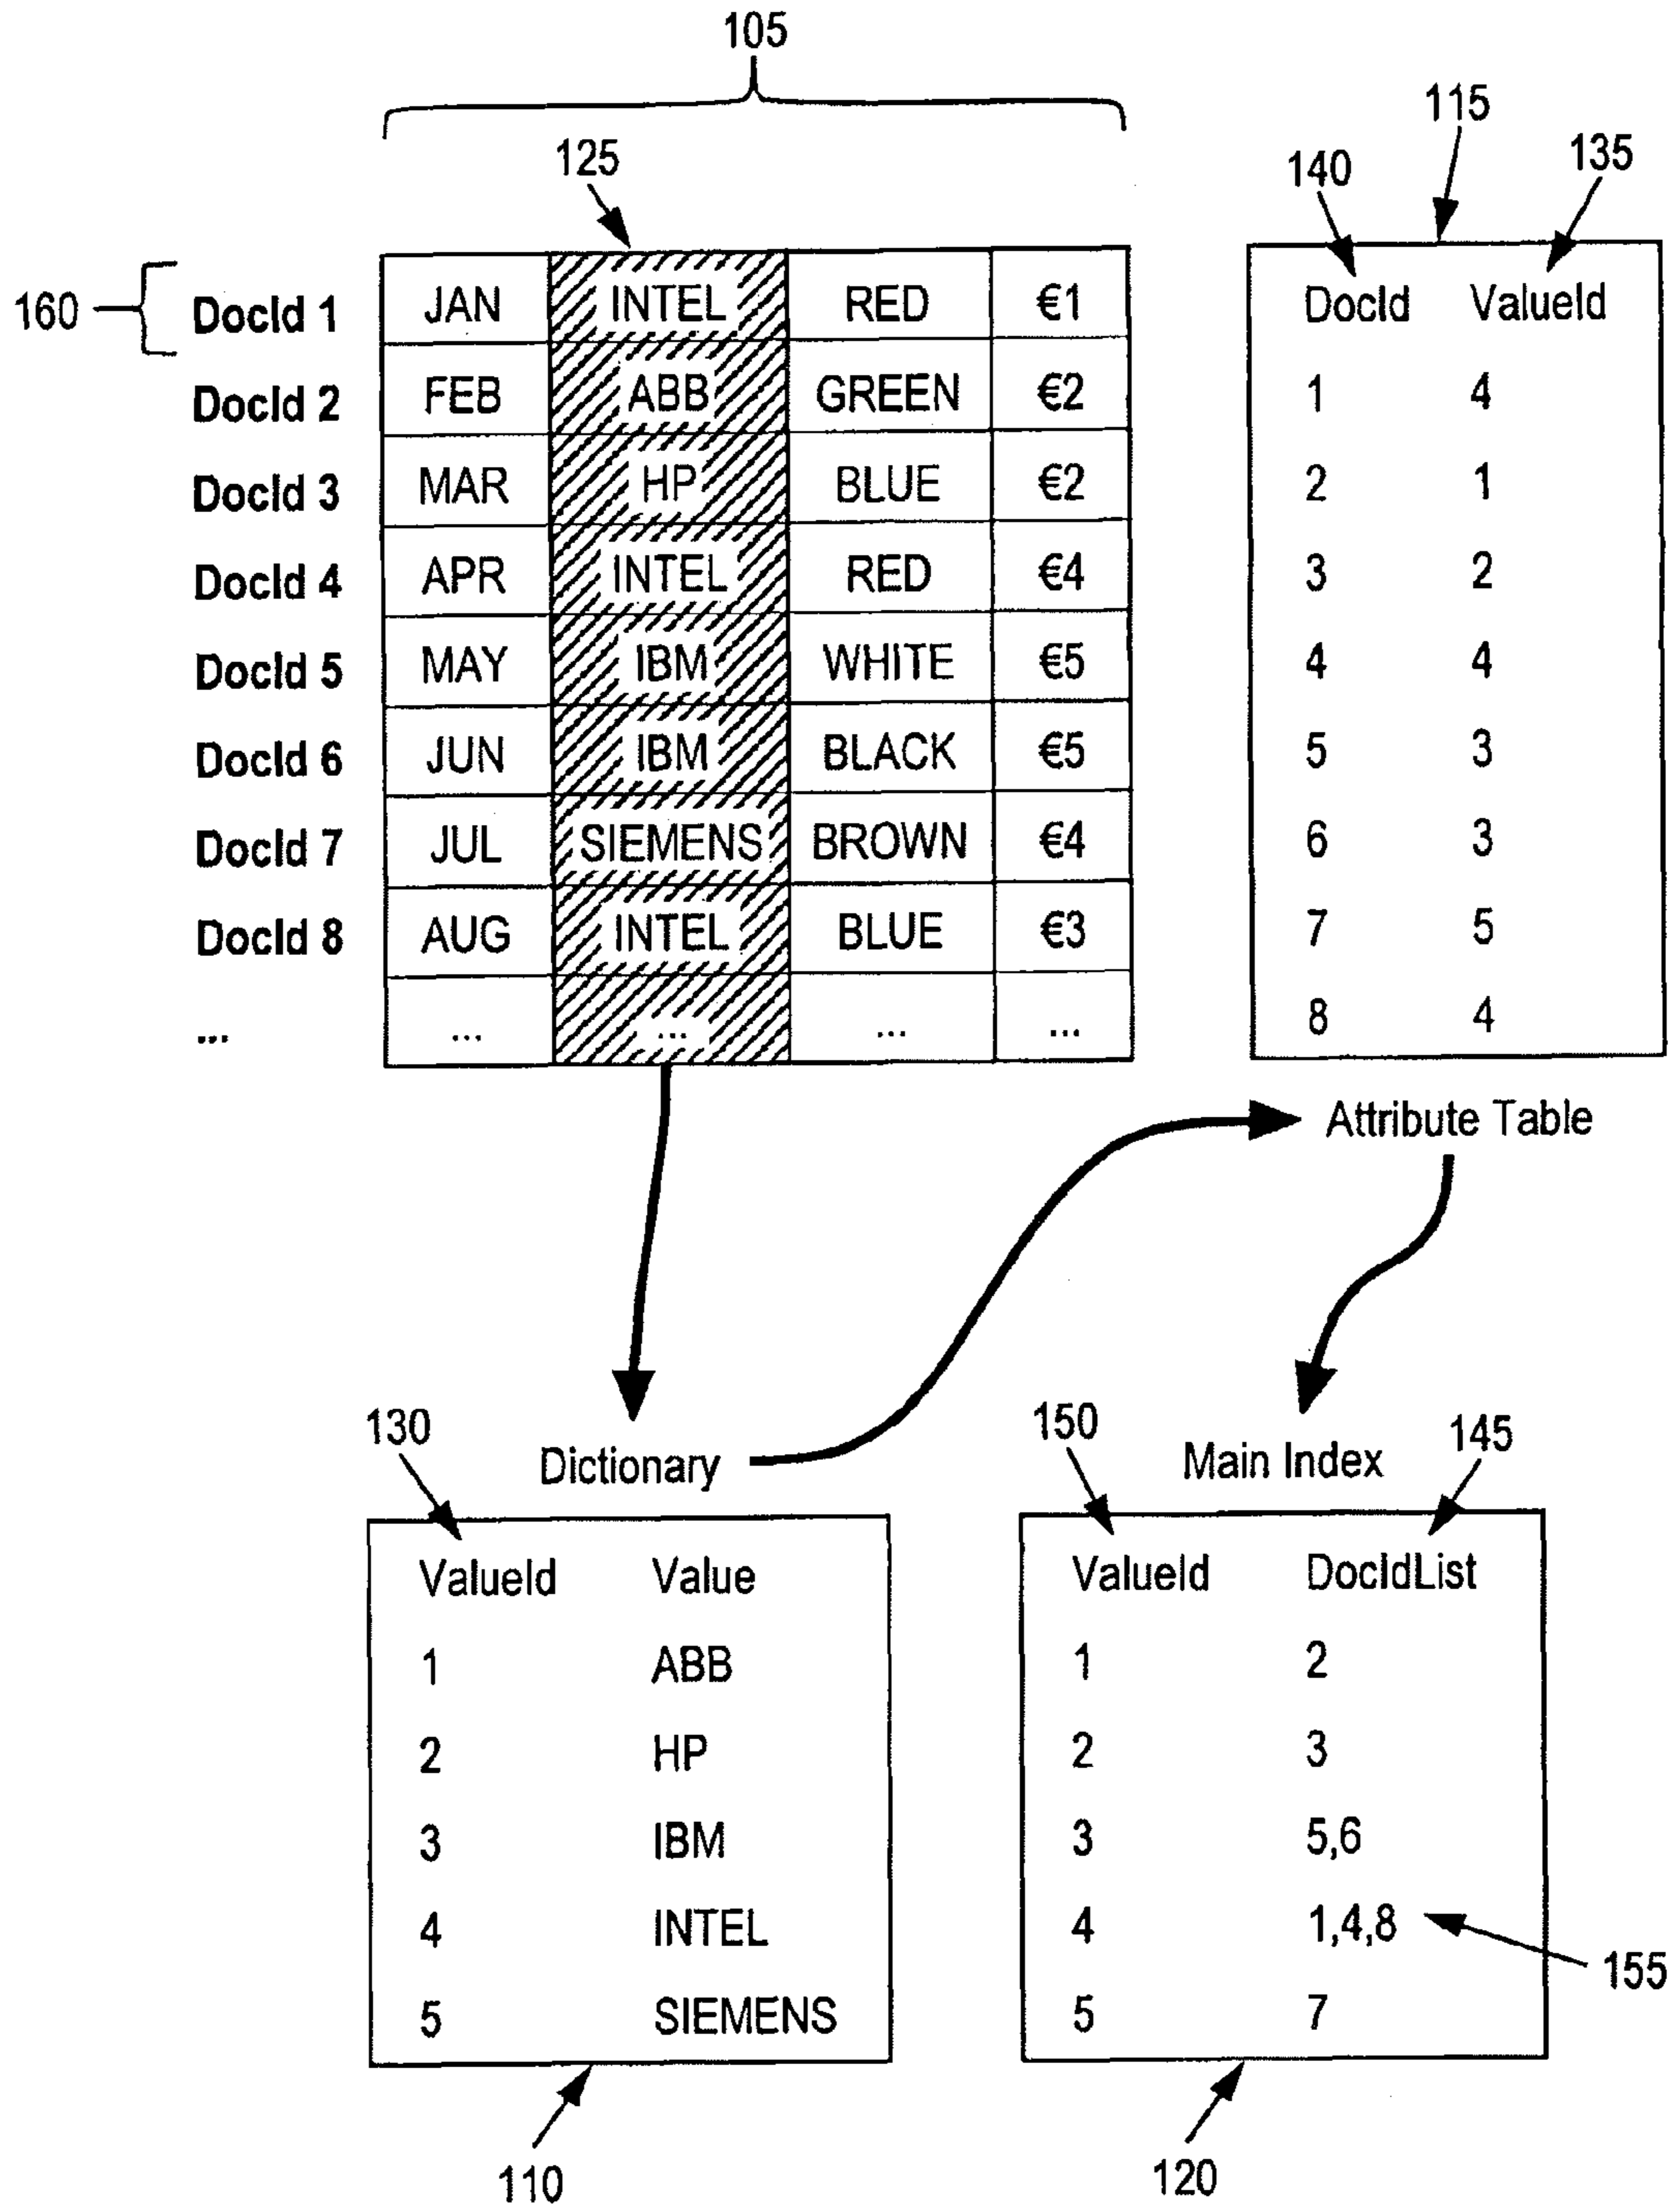 105
125
115
140
135
160
DocId 1 JAN INTEL RED €1
DocId 2 FEB ABB GREEN €2
DocId 3 MAR HP BLUE €2
DocId 4 APR INTEL RED €4
DocId 5 MAY IBM WHITE €5
DocId 6 JUN IBM BLACK €5
DocId 7 JUL SIEMENS BROWN €4
DocId 8 AUG INTEL BLUE €3
... ... ... ... ...
DocId ValueId
1 4
2 1
3 2
4 4
5 3
6 3
7 5
8 4
Attribute Table
130
Dictionary
ValueId Value
1 ABB
2 HP
3 IBM
4 INTEL
5 SIEMENS
110
150
145
Main Index
ValueId DocIdList
1 2
2 3
3 5,6
4 1,4,8
5 7
155
120